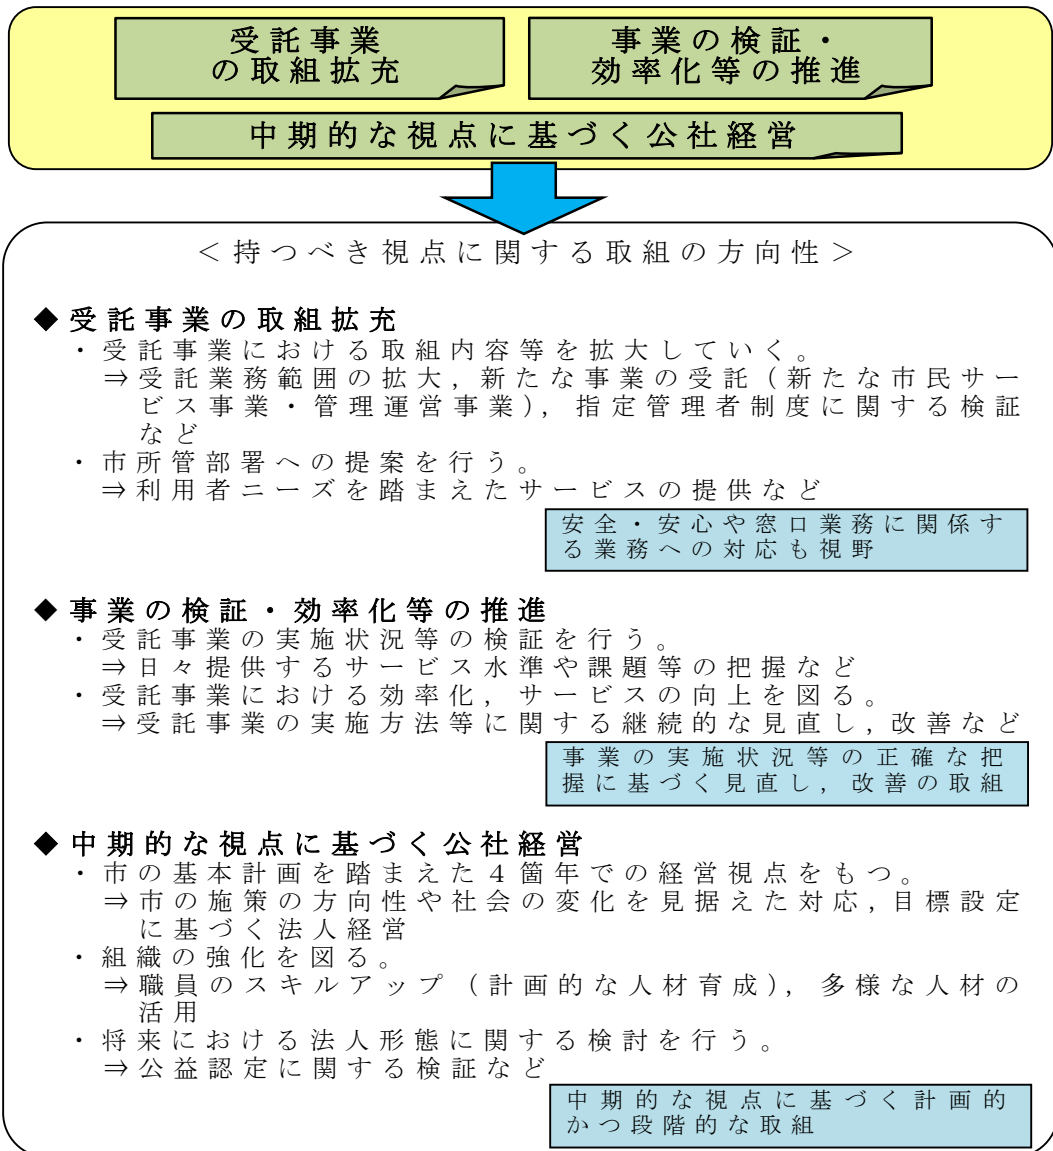 受託事業
の取組拡充
事業の検証・
効率化等の推進
中期的な視点に基づく公社経営
＜持つべき視点に関する取組の方向性＞
◆受託事業の取組拡充
・受託事業における取組内容等を拡大していく。
⇒受託業務範囲の拡大，新たな事業の受託（新たな市民サー
ビス事業・管理運営事業），指定管理者制度に関する検証
など
・市所管部署への提案を行う。
⇒利用者ニーズを踏まえたサービスの提供など
安全・安心や窓口業務に関係す
る業務への対応も視野
◆事業の検証・効率化等の推進
・受託事業の実施状況等の検証を行う。
⇒日々提供するサービス水準や課題等の把握など
・受託事業における効率化，サービスの向上を図る。
⇒受託事業の実施方法等に関する継続的な見直し，改善など
事業の実施状況等の正確な把
握に基づく見直し，改善の取組
◆中期的な視点に基づく公社経営
・市の基本計画を踏まえた４箇年での経営視点をもつ。
⇒市の施策の方向性や社会の変化を見据えた対応，目標設定
に基づく法人経営
・組織の強化を図る。
⇒職員のスキルアップ（計画的な人材育成），多様な人材の
活用
・将来における法人形態に関する検討を行う。
⇒公益認定に関する検証など
中期的な視点に基づく計画的
かつ段階的な取組